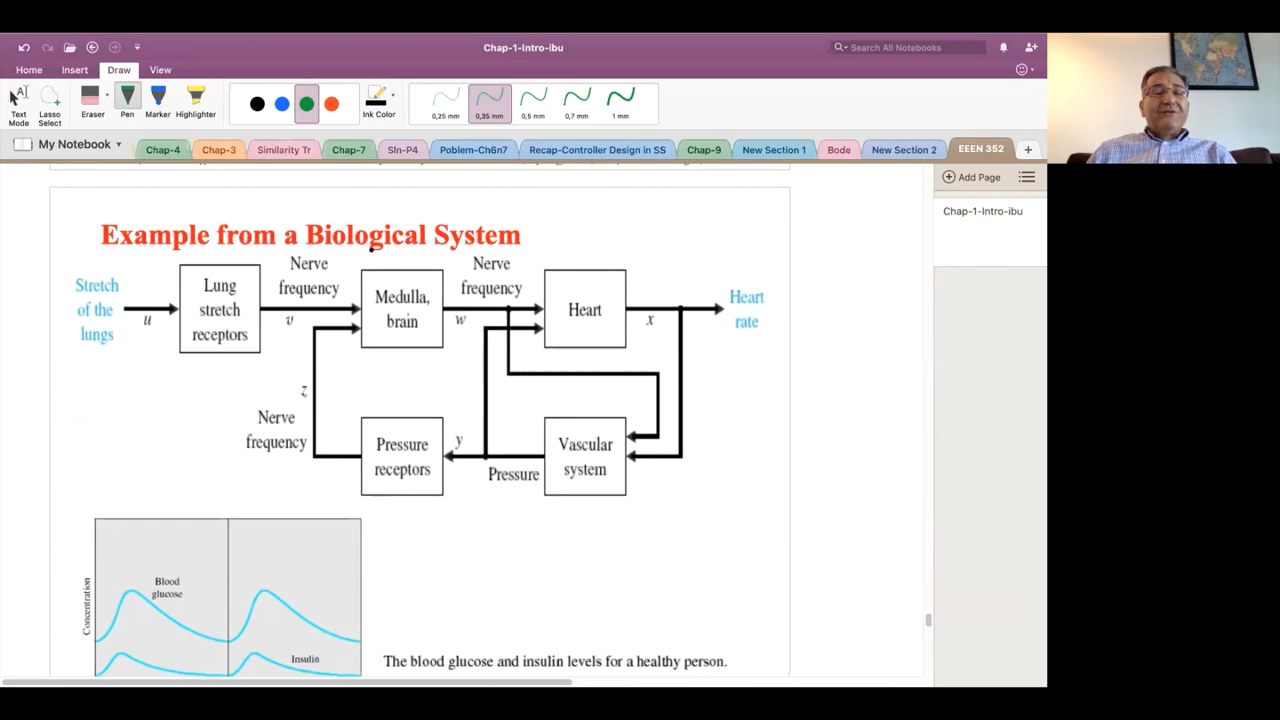 Chap-1-Intro-ibu
Search All Notebooks
Home
Insert
Draw
View
Text
Mode
Lasso
Select
Eraser
Pen
Marker
Highlighter
Ink Color
0,25 mm
0,35 mm
0,5 mm
0,7 mm
1 mm
My Notebook
Chap-4
Chap-3
Similarity Tr
Chap-7
SIn-P4
Poblem-Ch6n7
Recap-Controller Design in SS
Chap-9
New Section 1
Bode
New Section 2
EEEN 352
Add Page
Chap-1-Intro-ibu
Example from a Biological System
Stretch
of the
lungs
u
Lung
stretch
receptors
Nerve
frequency
v
Medulla,
brain
Nerve
frequency
w
Heart
x
Heart
rate
z
Nerve
frequency
Pressure
receptors
y
Pressure
Vascular
system
Concentration
Blood
glucose
Insulin
The blood glucose and insulin levels for a healthy person.